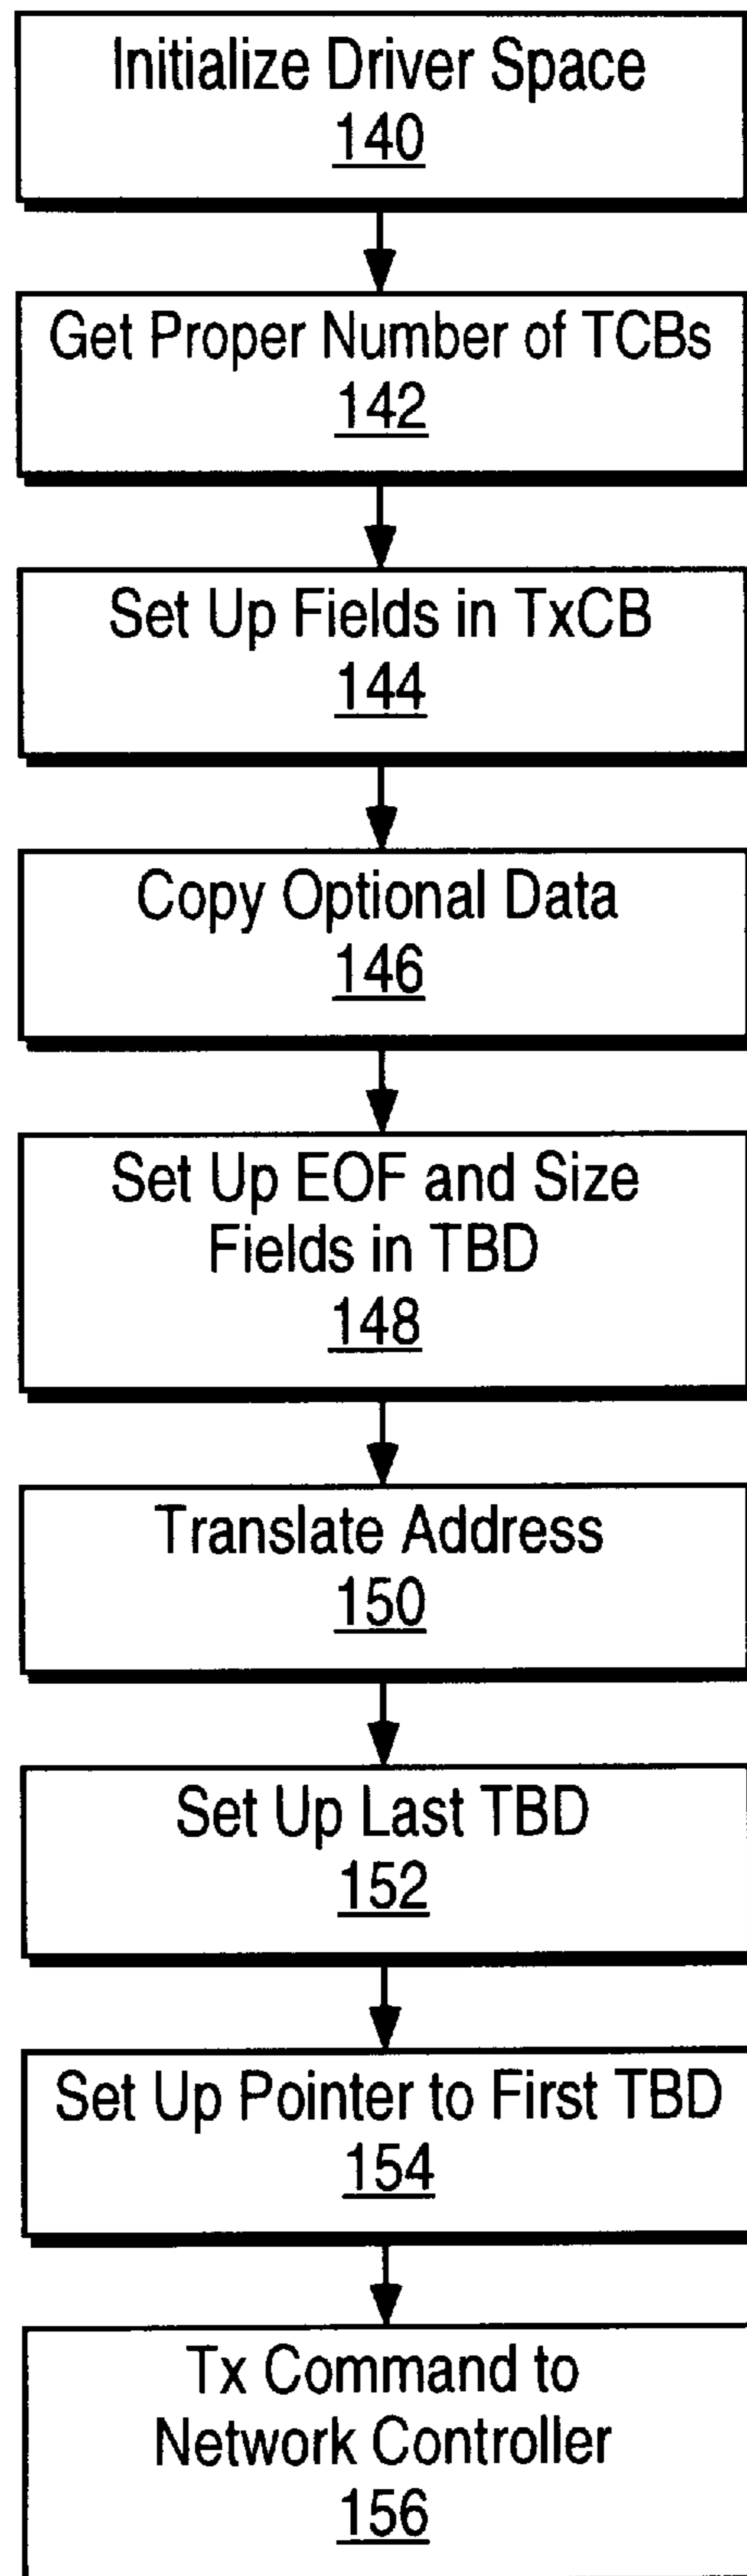 Initialize Driver Space
140
Get Proper Number of TCBs
142
Set Up Fields in TxCB
144
Copy Optional Data
146
Set Up EOF and Size
Fields in TBD
148
Translate Address
150
Set Up Last TBD
152
Set Up Pointer to First TBD
154
Tx Command to
Network Controller
156